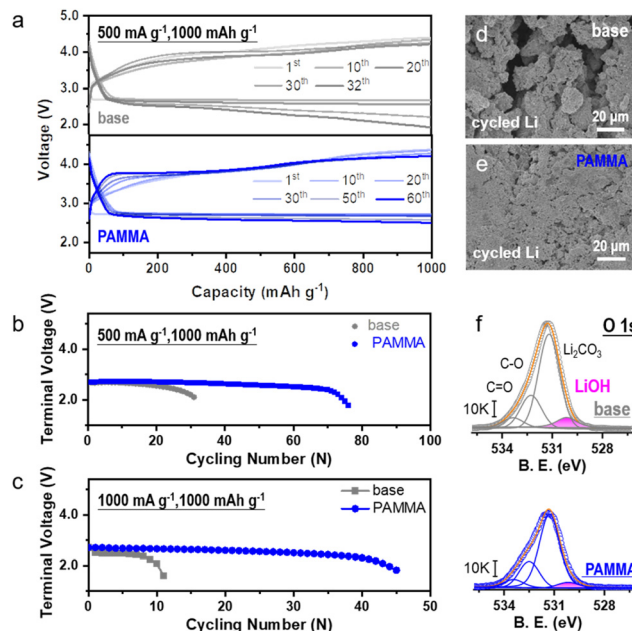 a
500 mA g⁻¹,1000 mAh g⁻¹
1ˢᵗ 10ᵗʰ 20ᵗʰ
30ᵗʰ 32ᵗʰ
base
1ˢᵗ 10ᵗʰ 20ᵗʰ
30ᵗʰ 50ᵗʰ 60ᵗʰ
PAMMA
5.0
4.0
3.0
2.0
4.0
3.0
2.0
Voltage (V)
0 200 400 600 800 1000
Capacity (mAh g⁻¹)
d
base
cycled Li
20 μm
e
PAMMA
cycled Li
20 μm
b
500 mA g⁻¹,1000 mAh g⁻¹
base
PAMMA
4.0
2.0
Terminal Voltage (V)
0 20 40 60 80 100
Cycling Number (N)
c
1000 mA g⁻¹,1000 mAh g⁻¹
base
PAMMA
4.0
2.0
Terminal Voltage (V)
0 10 20 30 40 50
Cycling Number (N)
f
O 1s
Li₂CO₃
C-O
C=O
LiOH
10K
base
534 531 528
B. E. (eV)
10K
PAMMA
534 531 528
B. E. (eV)